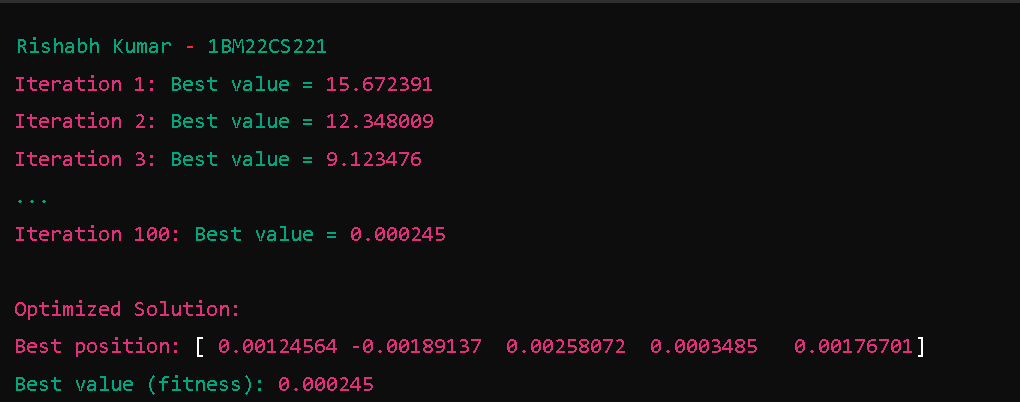 Rishabh Kumar - 1BM22CS221
Iteration 1: Best value = 15.672391
Iteration 2: Best value = 12.348009
Iteration 3: Best value = 9.123476
...
Iteration 100: Best value = 0.000245
Optimized Solution:
Best position: [ 0.00124564 -0.00189137  0.00258072  0.0003485   0.00176701]
Best value (fitness): 0.000245